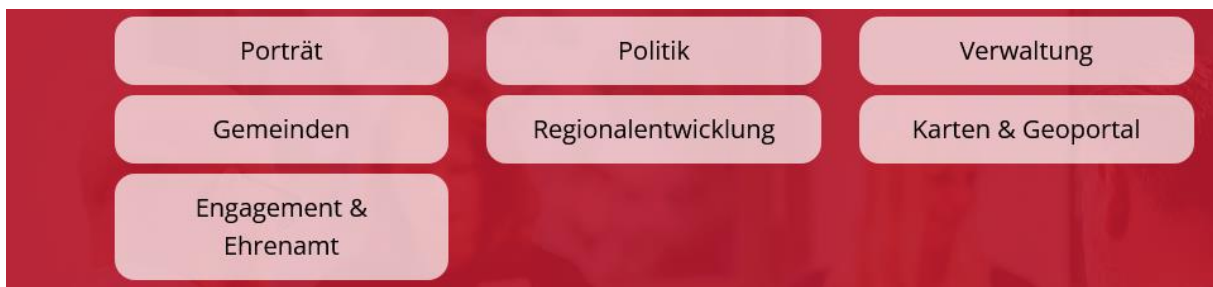 Porträt
Politik
Verwaltung
Gemeinden
Regionalentwicklung
Karten & Geoportal
Engagement &
Ehrenamt